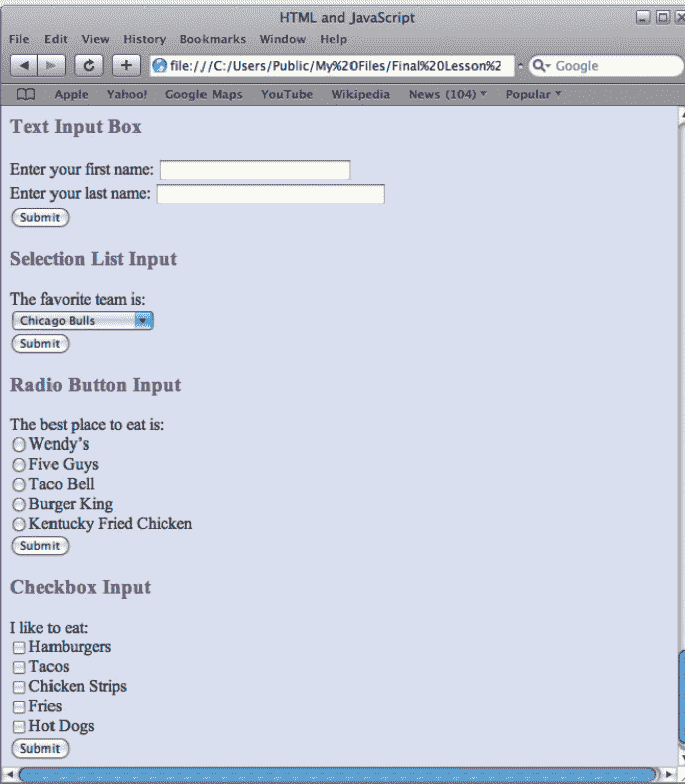 HTML and JavaScript
File Edit View History Bookmarks Window Help
file:///C:/Users/Public/My%20Files/Final%20Lesson%2
Google
Apple Yahoo! Google Maps YouTube Wikipedia News (104) Popular
Text Input Box
Enter your first name:
Enter your last name:
Submit
Selection List Input
The favorite team is:
Chicago Bulls
Submit
Radio Button Input
The best place to eat is:
Wendy's
Five Guys
Taco Bell
Burger King
Kentucky Fried Chicken
Submit
Checkbox Input
I like to eat:
Hamburgers
Tacos
Chicken Strips
Fries
Hot Dogs
Submit